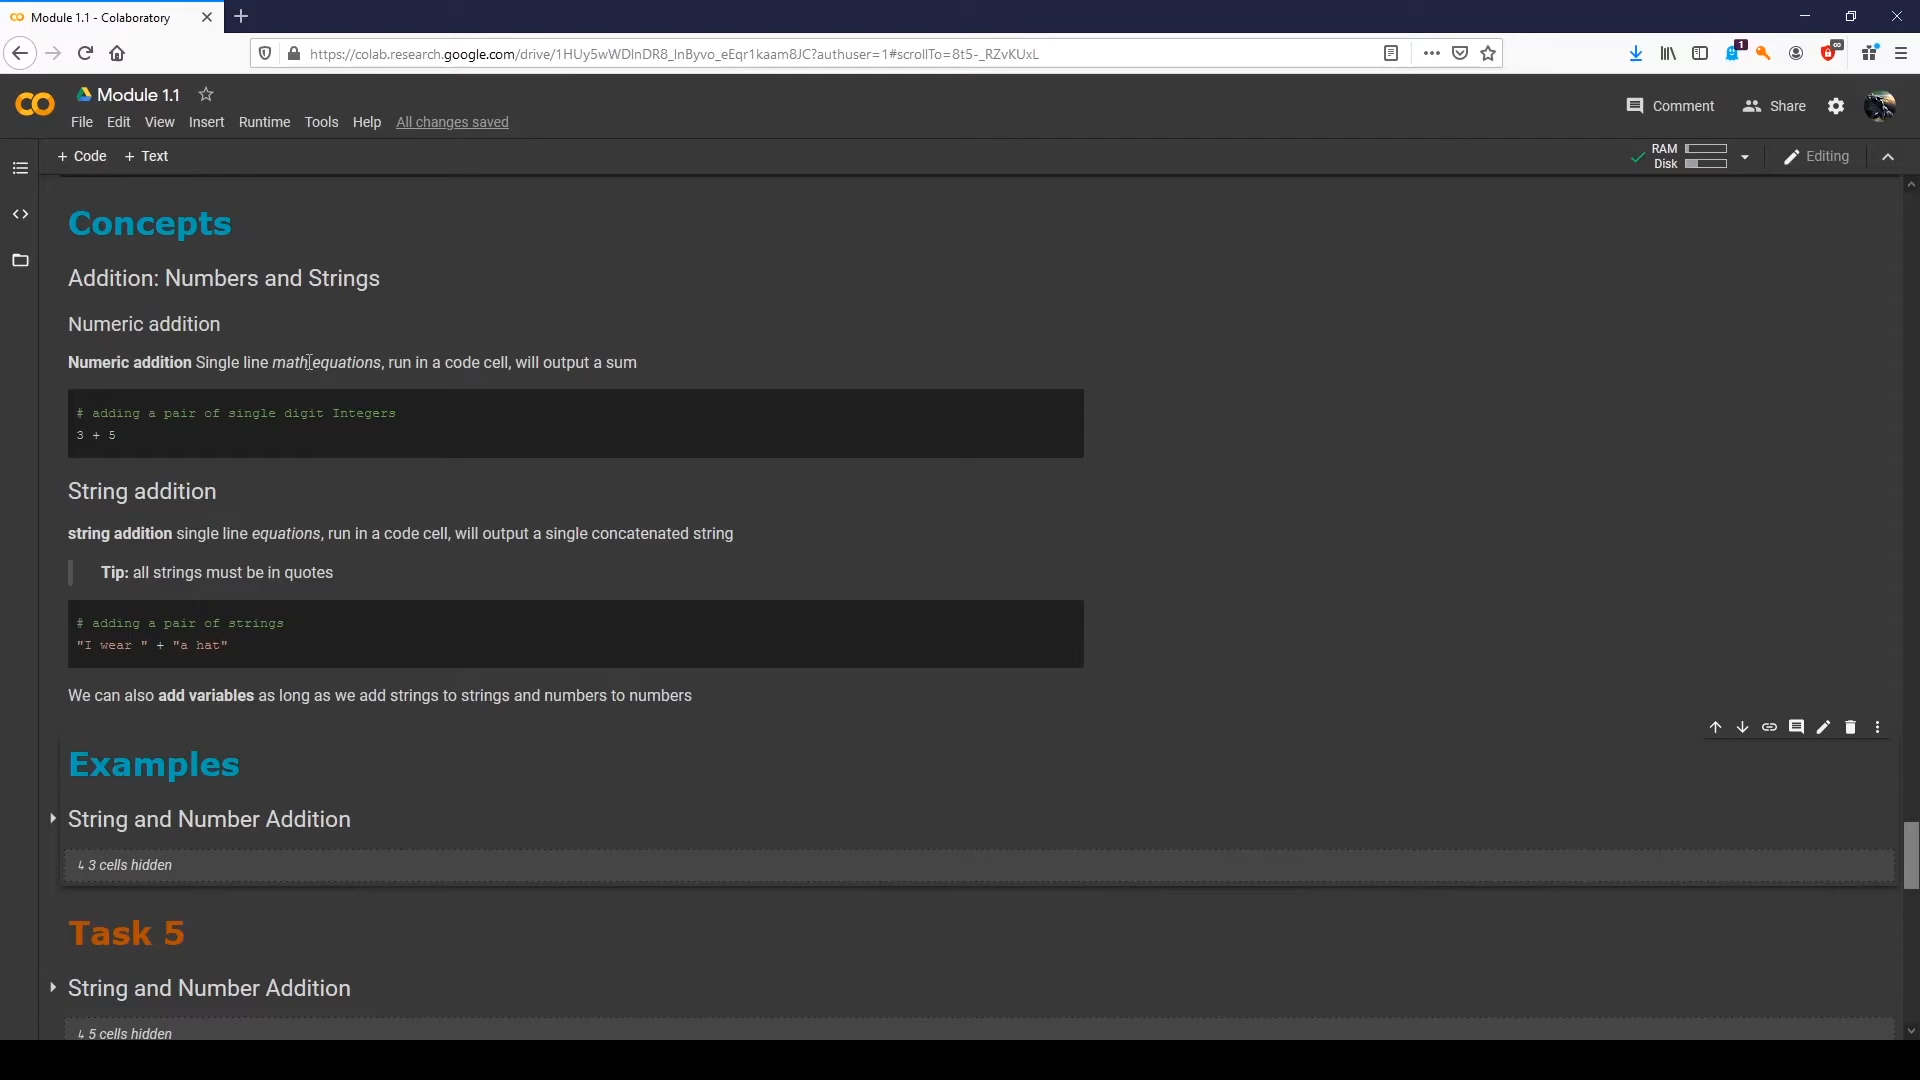 Module 1.1 - Colaboratory
https://colab.research.google.com/drive/1HUy5wWDlnDR8_lnByvo_eEqr1kaam8JC?authuser=1#scrollTo=8t5-_RZvKUxL
1
∞
Module 1.1
Comment
Share
File Edit View Insert Runtime Tools Help All changes saved
+ Code + Text
RAM
Disk
Editing
Concepts
Addition: Numbers and Strings
Numeric addition
Numeric addition Single line math equations, run in a code cell, will output a sum
# adding a pair of single digit Integers
3 + 5
String addition
string addition single line equations, run in a code cell, will output a single concatenated string
Tip: all strings must be in quotes
# adding a pair of strings
"I wear " + "a hat"
We can also add variables as long as we add strings to strings and numbers to numbers
Examples
String and Number Addition
↳ 3 cells hidden
Task 5
String and Number Addition
↳ 5 cells hidden